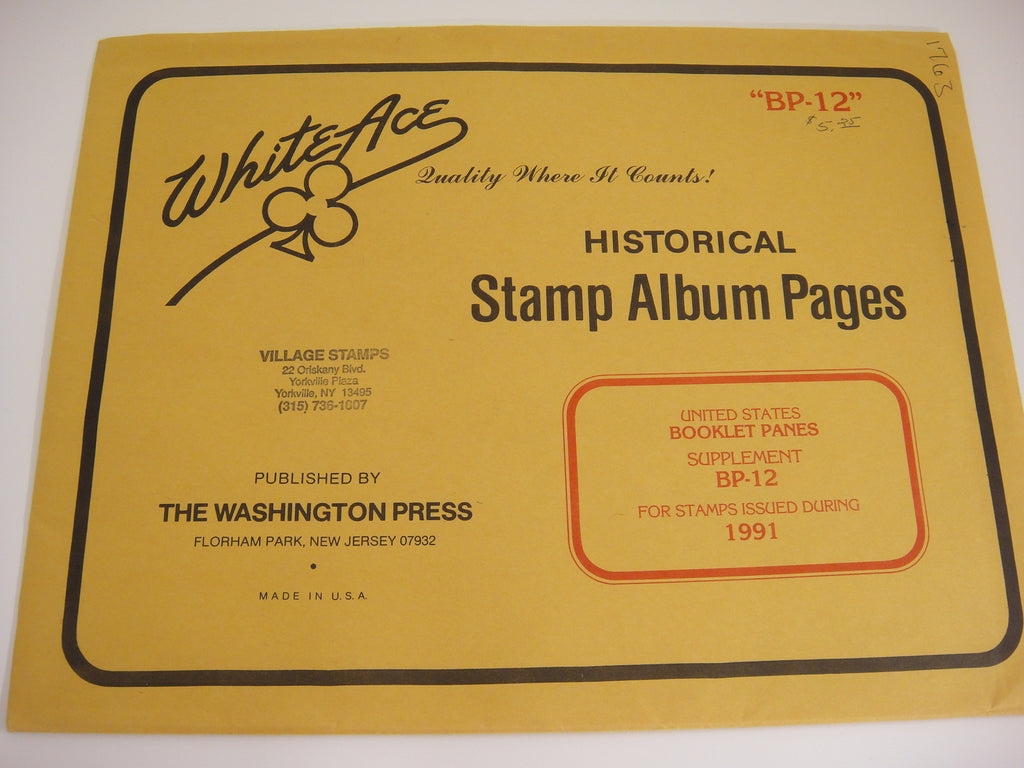 1763
"BP-12"
$5.35
WhiteAce
Quality Where It Counts!
HISTORICAL
Stamp Album Pages
VILLAGE STAMPS
22 Oriskany Blvd.
Yorkville Plaza
Yorkville, NY 13495
(315) 736-1007
UNITED STATES
BOOKLET PANES
SUPPLEMENT
BP-12
FOR STAMPS ISSUED DURING
1991
PUBLISHED BY
THE WASHINGTON PRESS
FLORHAM PARK, NEW JERSEY 07932
•
MADE IN U.S.A.